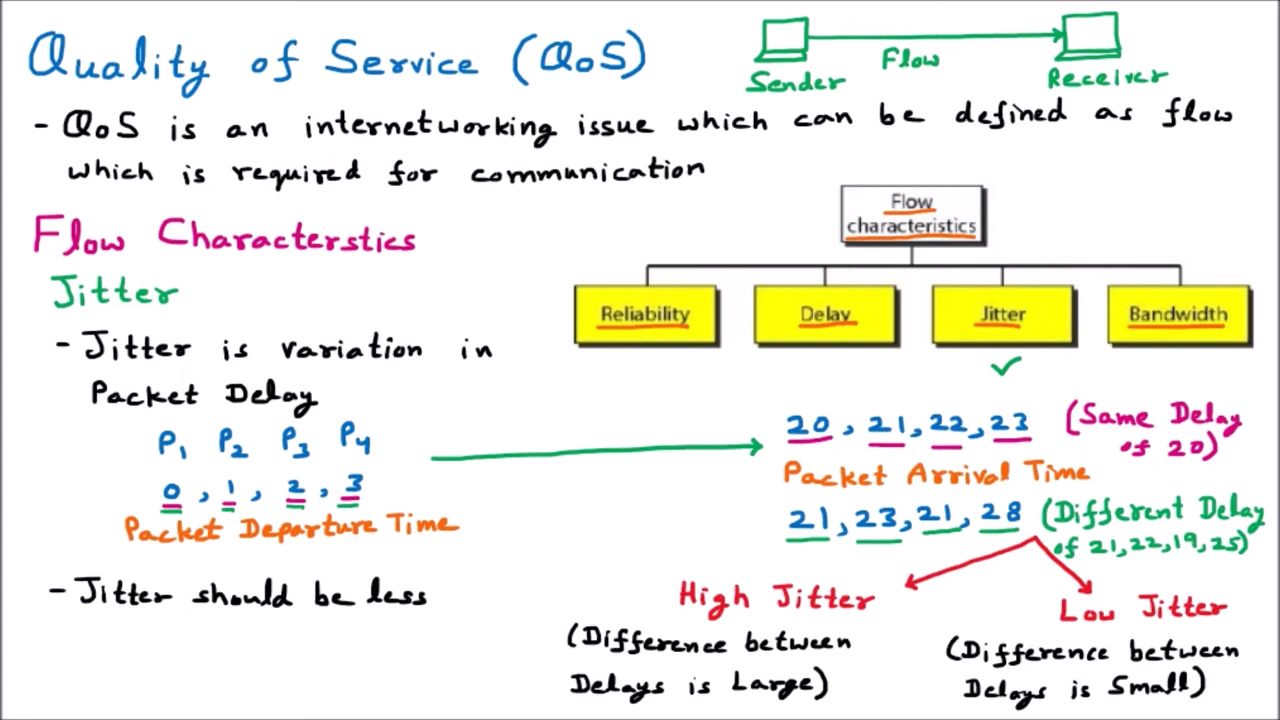 Quality of Service (QoS)
Flow
Sender
Receiver
- QoS is an internetworking issue which can be defined as flow
which is required for communication
Flow Characterstics
Flow
characteristics
Reliability
Delay
Jitter
Bandwidth
Jitter
- Jitter is variation in
Packet Delay
P1 P2 P3 P4
0, 1, 2, 3
Packet Departure Time
20, 21, 22, 23 (Same Delay
of 20)
Packet Arrival Time
21, 23, 21, 28 (Different Delay
of 21, 22, 19, 25)
- Jitter should be less
High Jitter
(Difference between
Delays is Large)
Low Jitter
(Difference between
Delays is Small)